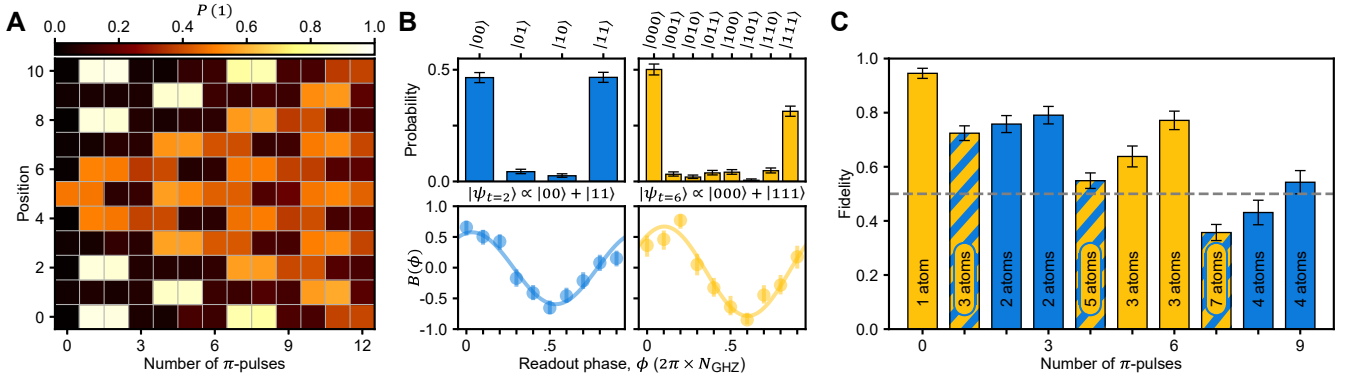 A
P (1)
0.0 0.2 0.4 0.6 0.8 1.0
Position
10
8
6
4
2
0
0 3 6 9 12
Number of π-pulses
B
|00⟩ |01⟩ |10⟩ |11⟩
|000⟩ |001⟩ |010⟩ |011⟩ |100⟩ |101⟩ |110⟩ |111⟩
Probability
0.5
0.0
|ψt=2⟩ ∝ |00⟩ + |11⟩
|ψt=6⟩ ∝ |000⟩ + |111⟩
B(ϕ)
1.0
0.5
0.0
-0.5
-1.0
0 .5 0 .5
Readout phase, ϕ (2π × NGHZ)
C
Fidelity
1.0
0.8
0.6
0.4
0.2
0.0
1 atom
3 atoms
2 atoms
2 atoms
5 atoms
3 atoms
3 atoms
7 atoms
4 atoms
4 atoms
0 3 6 9
Number of π-pulses